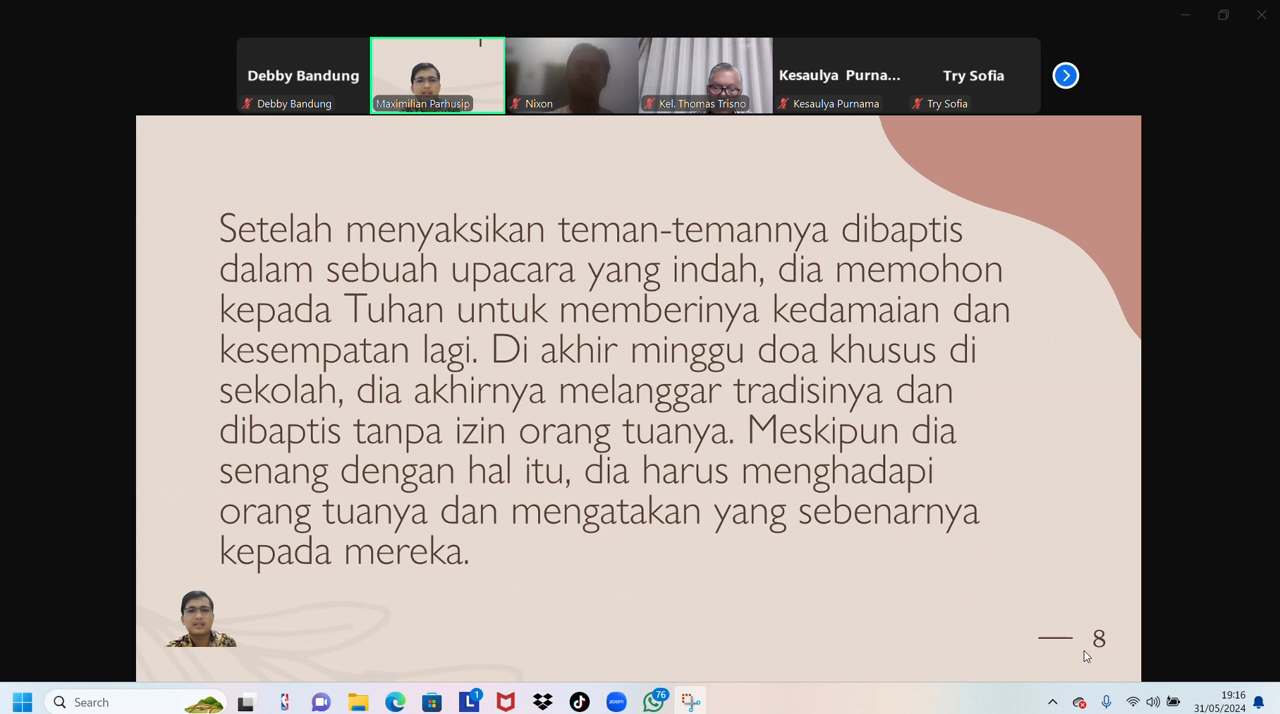 Debby Bandung
Kesaulya Purna...
Try Sofia
Debby Bandung
Maximilian Parhusip
Nixon
Kel. Thomas Trisno
Kesaulya Purnama
Try Sofia
Setelah menyaksikan teman-temannya dibaptis
dalam sebuah upacara yang indah, dia memohon
kepada Tuhan untuk memberinya kedamaian dan
kesempatan lagi. Di akhir minggu doa khusus di
sekolah, dia akhirnya melanggar tradisinya dan
dibaptis tanpa izin orang tuanya. Meskipun dia
senang dengan hal itu, dia harus menghadapi
orang tuanya dan mengatakan yang sebenarnya
kepada mereka.
8
Search
L
1
zoom
76
19:16
31/05/2024